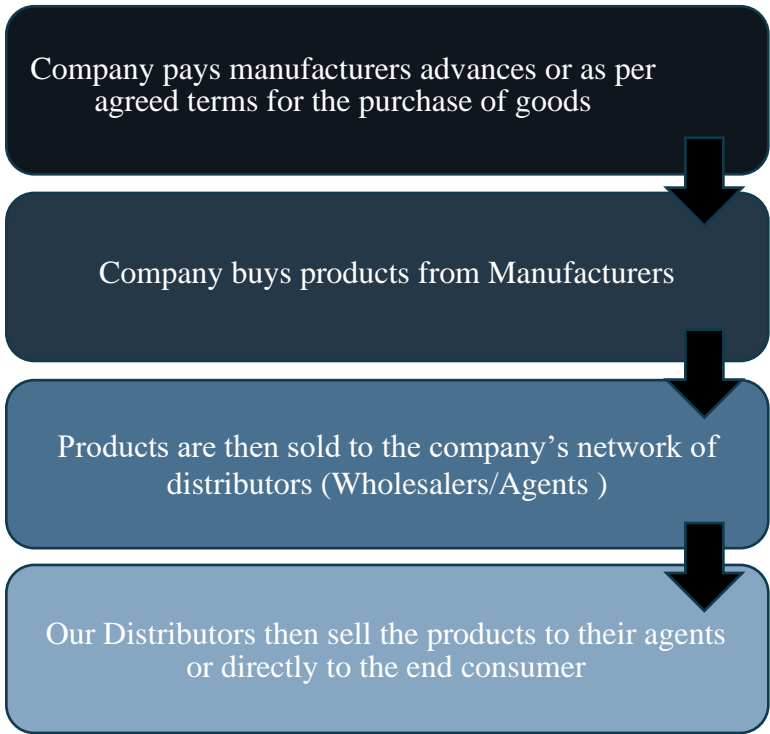 Company pays manufacturers advances or as per
agreed terms for the purchase of goods
Company buys products from Manufacturers
Products are then sold to the company’s network of
distributors (Wholesalers/Agents )
Our Distributors then sell the products to their agents
or directly to the end consumer